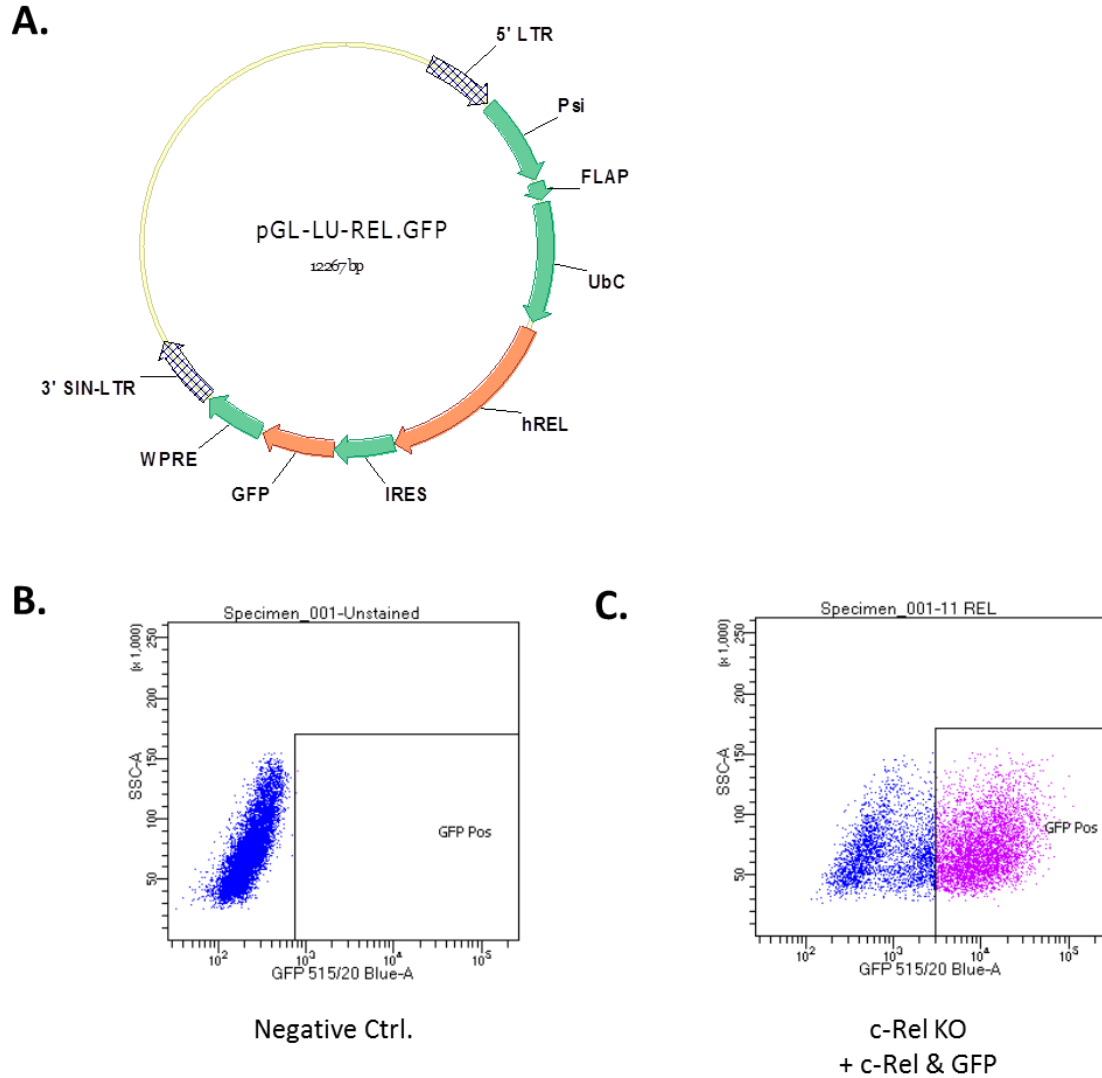 A.
5' LTR
Psi
FLAP
pGL-LU-REL.GFP
12267 bp
UbC
3' SIN-LTR
hREL
WPRE
GFP
IRES
B.
Specimen_001-Unstained
(x 1,000)
250
200
150
100
50
SSC-A
GFP Pos
10² 10³ 10⁴ 10⁵
GFP 515/20 Blue-A
Negative Ctrl.
C.
Specimen_001-11 REL
(x 1,000)
250
200
150
100
50
SSC-A
GFP Pos
10² 10³ 10⁴ 10⁵
GFP 515/20 Blue-A
c-Rel KO
+ c-Rel & GFP